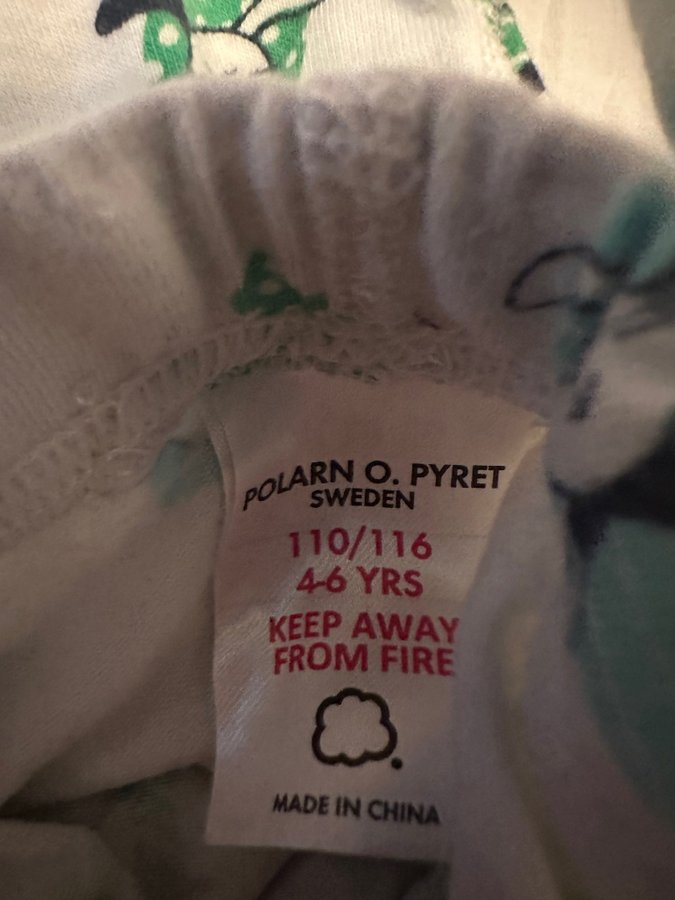 POLARN O. PYRET
SWEDEN
110/116
4-6 YRS
KEEP AWAY
FROM FIRE
MADE IN CHINA